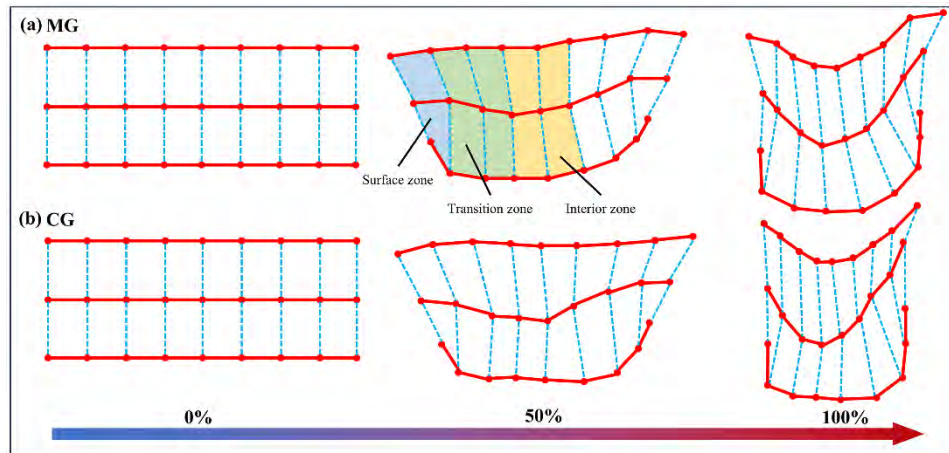 (a) MG
Surface zone
Transition zone
Interior zone
(b) CG
0%
50%
100%